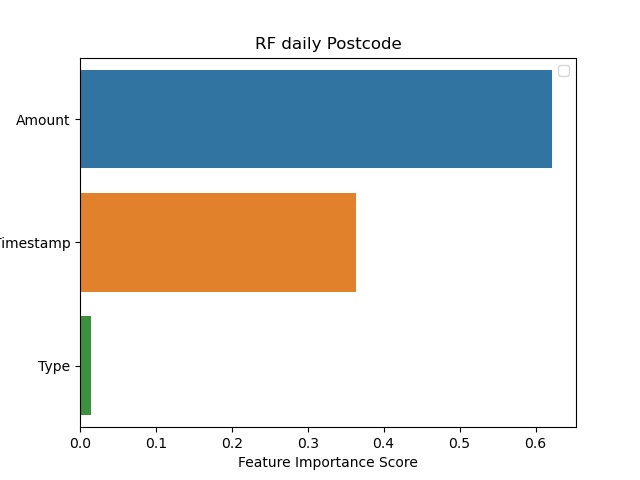 RF daily Postcode
Amount
Timestamp
Type
0.0 0.1 0.2 0.3 0.4 0.5 0.6
Feature Importance Score